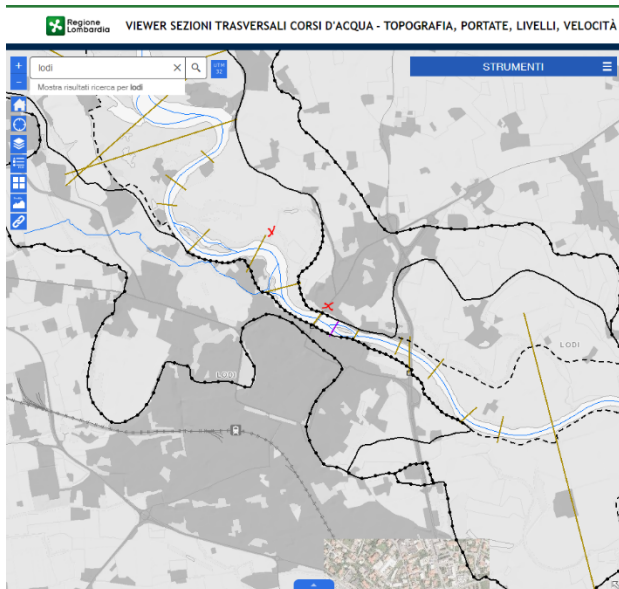 Regione
Lombardia
VIEWER SEZIONI TRASVERSALI CORSI D'ACQUA - TOPOGRAFIA, PORTATE, LIVELLI, VELOCITÀ
+
lodi
UTM
32
STRUMENTI
-
Mostra risultati ricerca per lodi
y
x
LODI
LODI